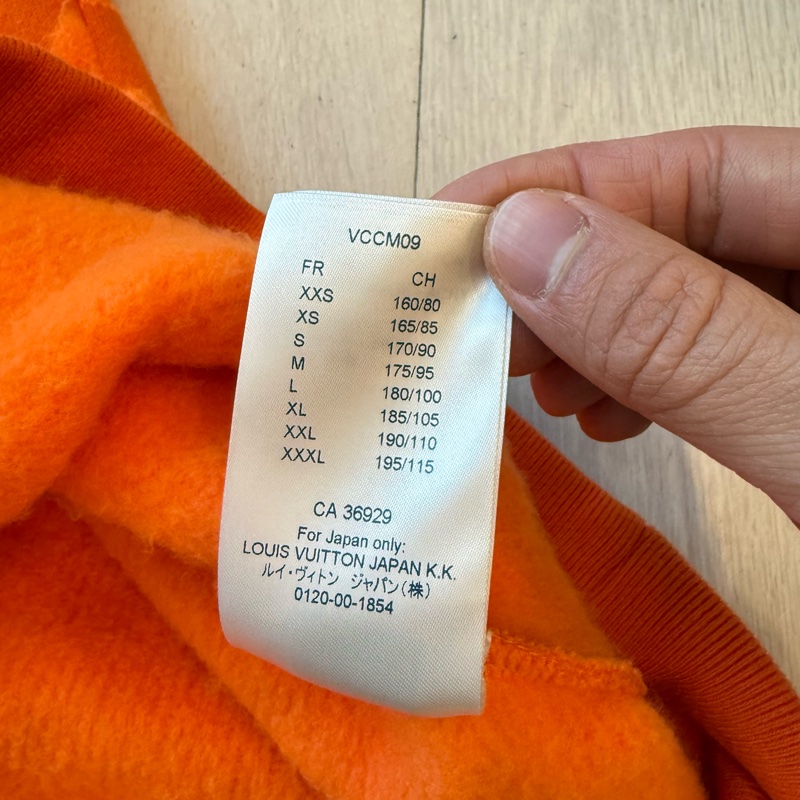 VCCM09
FR CH
XXS 160/80
XS 165/85
S 170/90
M 175/95
L 180/100
XL 185/105
XXL 190/110
XXXL 195/115
CA 36929
For Japan only:
LOUIS VUITTON JAPAN K.K.
ルイ・ヴィトン ジャパン(株)
0120-00-1854